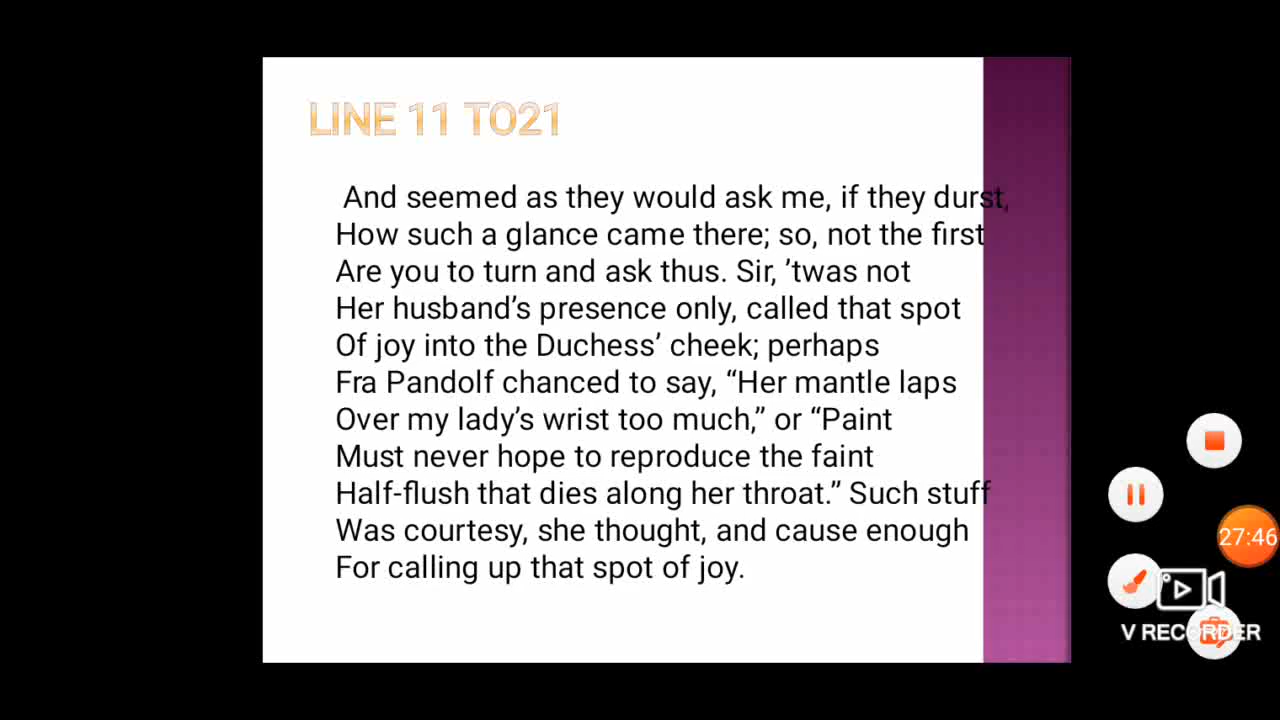 LINE 11 TO21
And seemed as they would ask me, if they durst,
How such a glance came there; so, not the first
Are you to turn and ask thus. Sir, ’twas not
Her husband’s presence only, called that spot
Of joy into the Duchess’ cheek; perhaps
Fra Pandolf chanced to say, “Her mantle laps
Over my lady’s wrist too much,” or “Paint
Must never hope to reproduce the faint
Half-flush that dies along her throat.” Such stuff
Was courtesy, she thought, and cause enough
For calling up that spot of joy.
27:46
V RECORDER